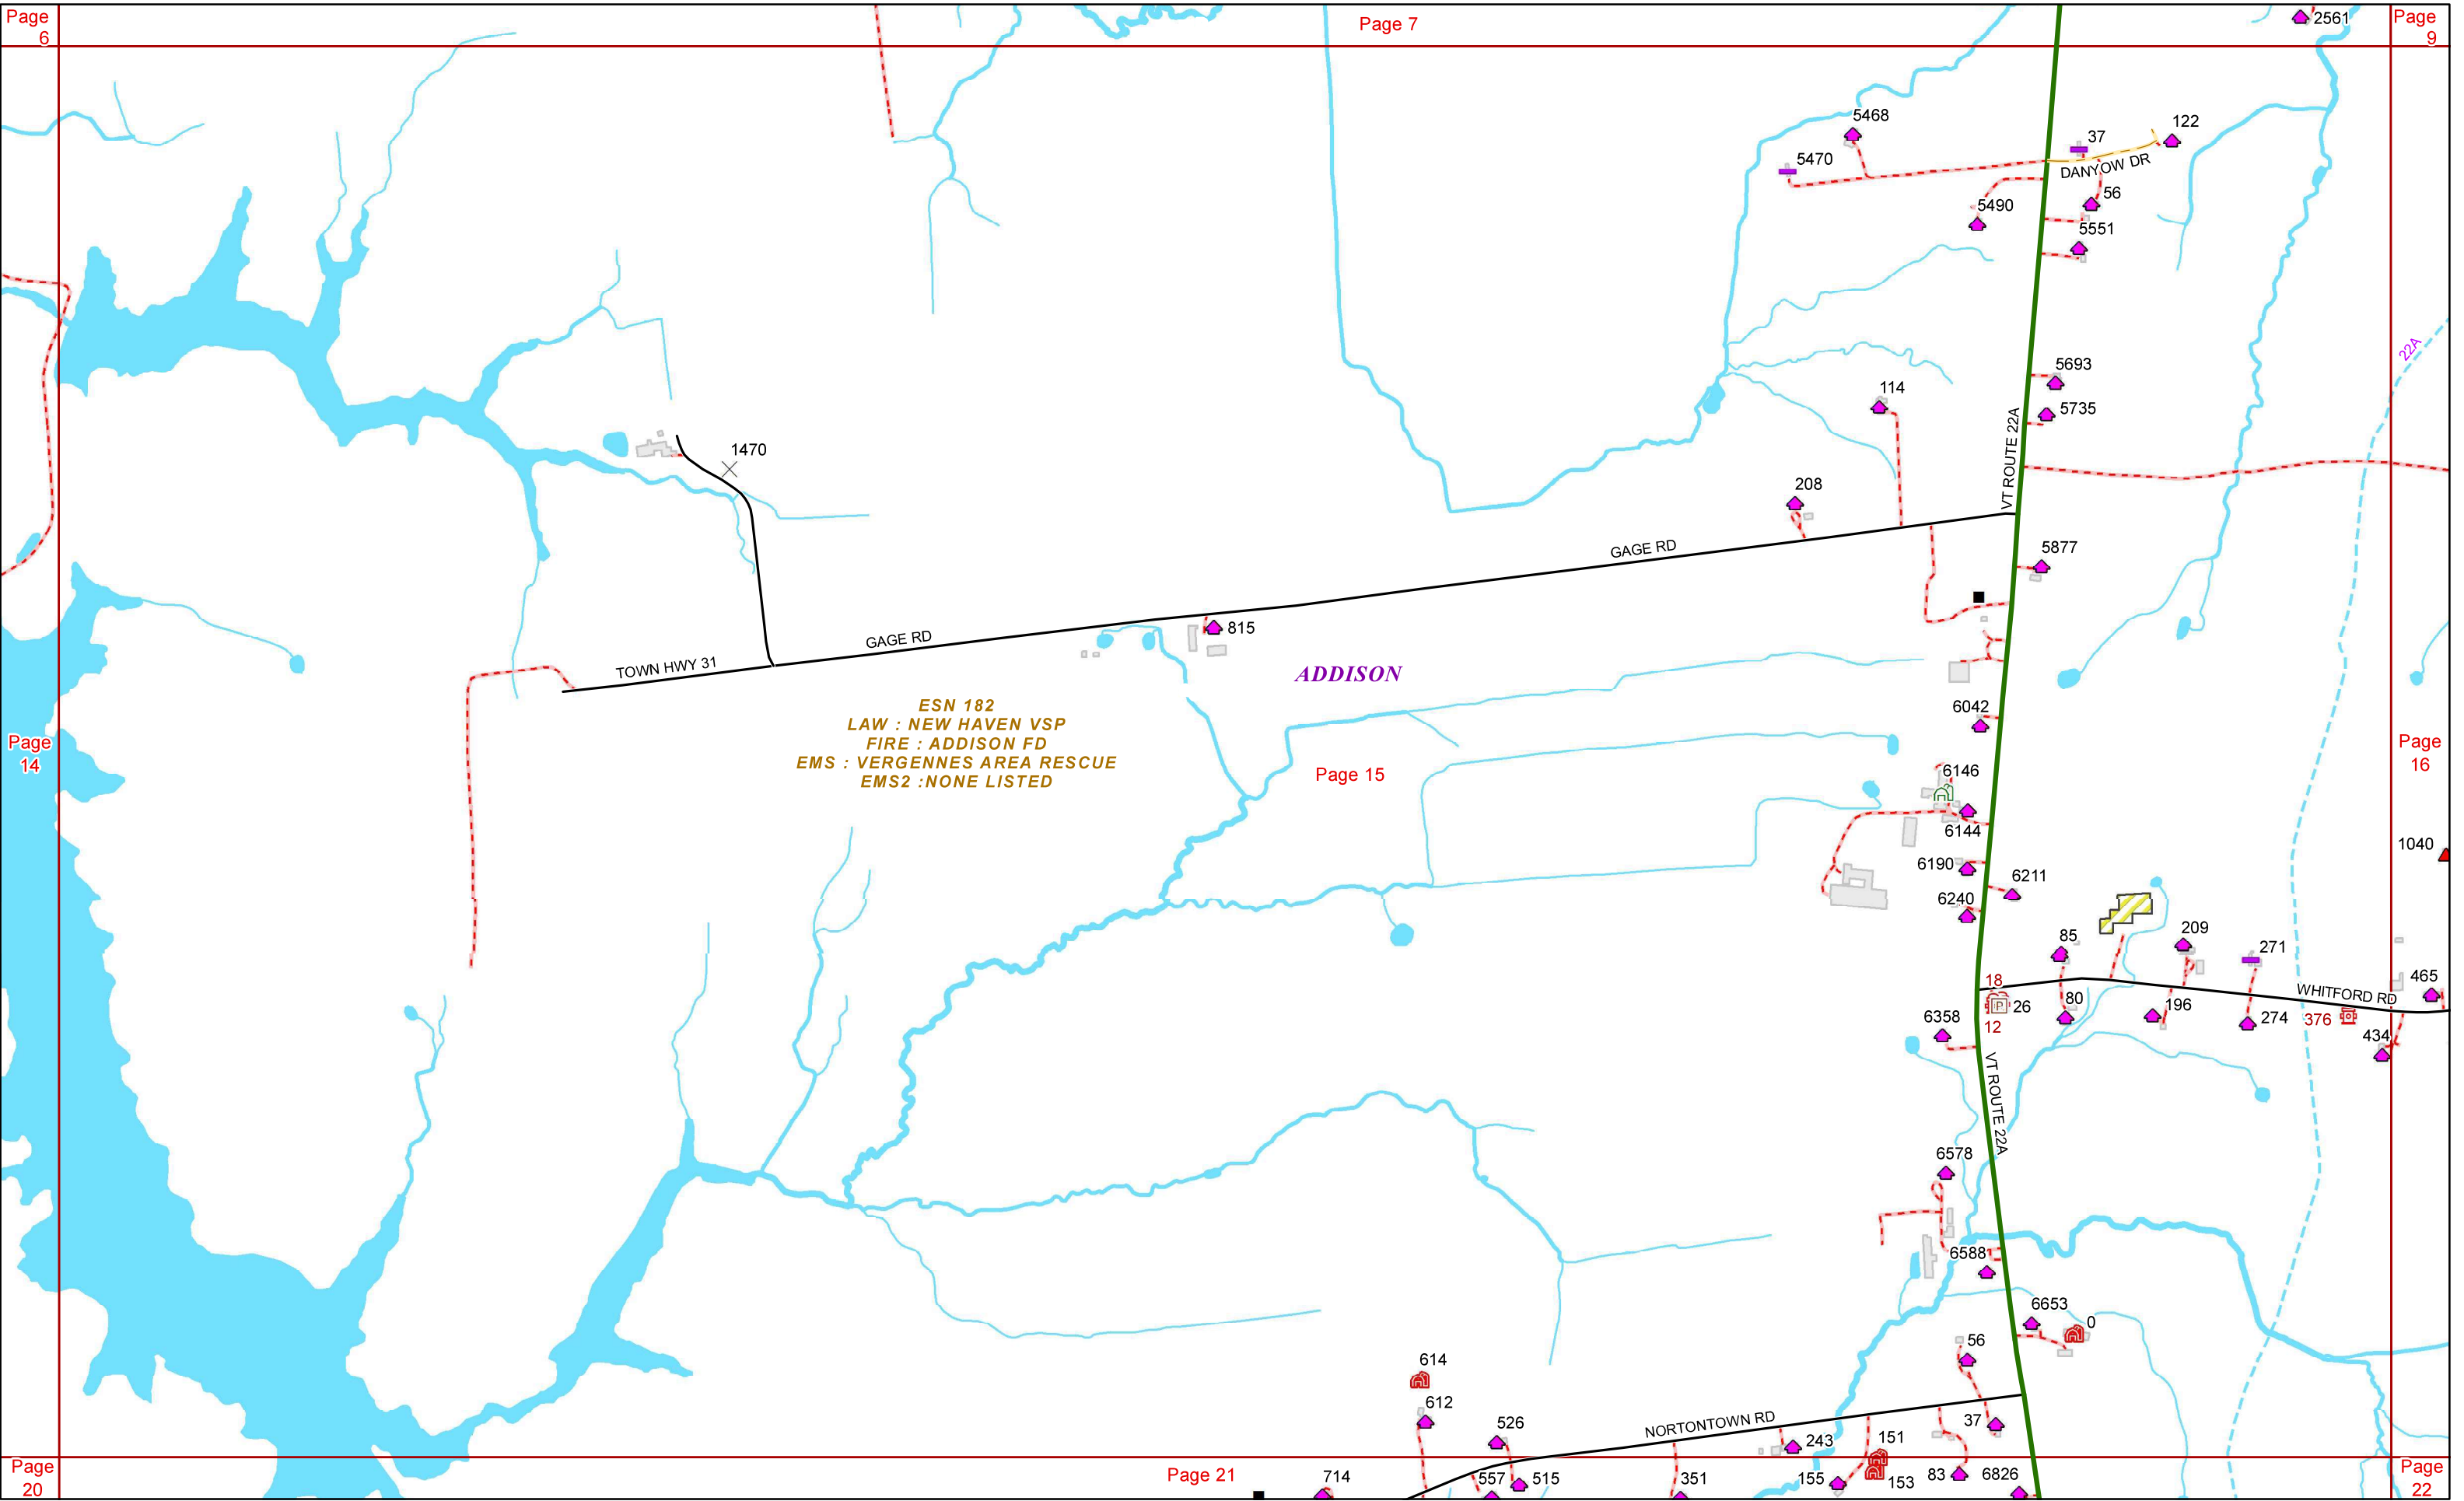 Page
6
Page 7
2561
Page
9
5468
37
122
5470
DANYOW DR
56
5490
5551
22A
5693
114
5735
VT ROUTE 22A
1470
208
GAGE RD
5877
815
GAGE RD
TOWN HWY 31
ADDISON
ESN 182
LAW : NEW HAVEN VSP
FIRE : ADDISON FD
EMS : VERGENNES AREA RESCUE
EMS2 :NONE LISTED
6042
Page
14
Page
16
Page 15
6146
6144
1040
6190
6211
6240
85
209
271
18
465
WHITFORD RD
P
26
80
196
274
376
12
6358
434
VT ROUTE 22A
6578
6588
6653
0
56
614
612
526
NORTONTOWN RD
37
243
151
Page
20
Page 21
714
557
515
351
155
153
83
6826
Page
22